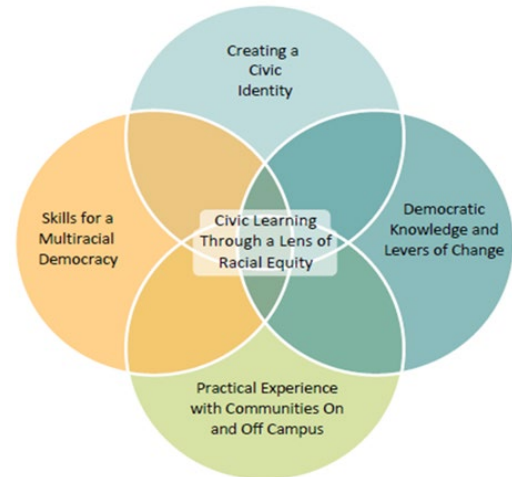 Creating a
Civic
Identity
Skills for a
Multiracial
Democracy
Civic Learning
Through a Lens of
Racial Equity
Democratic
Knowledge and
Levers of Change
Practical Experience
with Communities On
and Off Campus